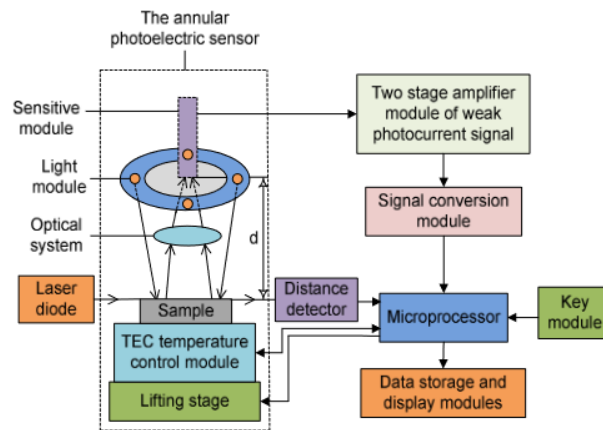 The annular
photoelectric sensor
Sensitive
module
Light
module
Optical
system
d
Laser
diode
Sample
TEC temperature
control module
Lifting stage
Distance
detector
Two stage amplifier
module of weak
photocurrent signal
Signal conversion
module
Microprocessor
Key
module
Data storage and
display modules